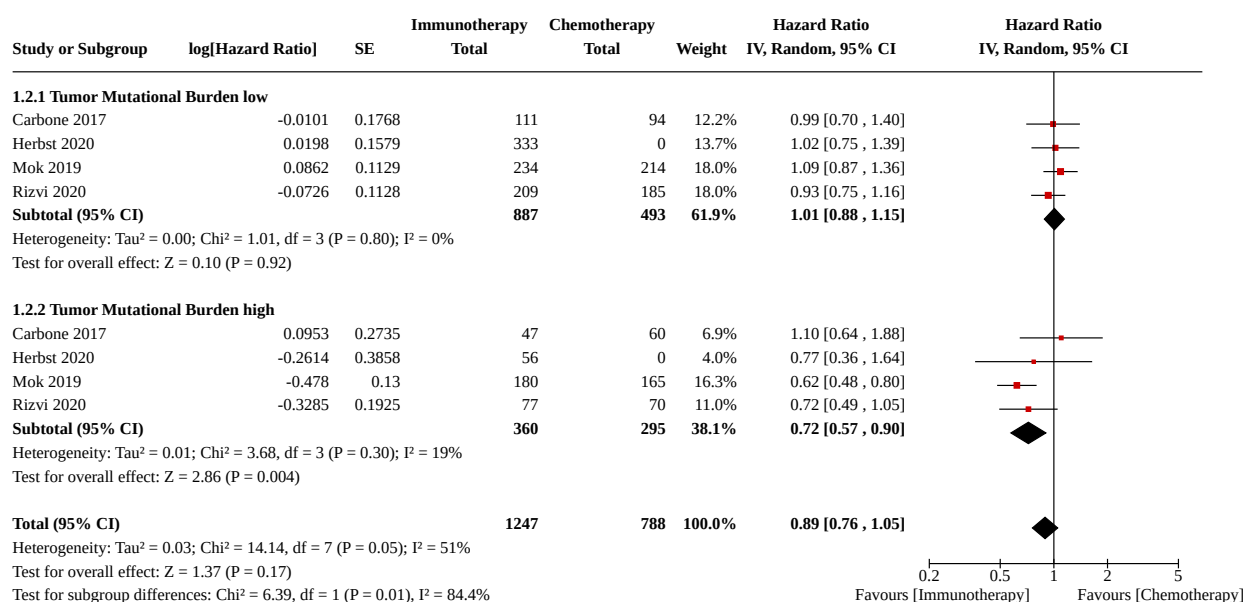 Immunotherapy Chemotherapy Hazard Ratio Hazard Ratio
Study or Subgroup log[Hazard Ratio] SE Total Total Weight IV, Random, 95% CI IV, Random, 95% CI
1.2.1 Tumor Mutational Burden low
Carbone 2017 -0.0101 0.1768 111 94 12.2% 0.99 [0.70 , 1.40]
Herbst 2020 0.0198 0.1579 333 0 13.7% 1.02 [0.75 , 1.39]
Mok 2019 0.0862 0.1129 234 214 18.0% 1.09 [0.87 , 1.36]
Rizvi 2020 -0.0726 0.1128 209 185 18.0% 0.93 [0.75 , 1.16]
Subtotal (95% CI) 887 493 61.9% 1.01 [0.88 , 1.15]
Heterogeneity: Tau² = 0.00; Chi² = 1.01, df = 3 (P = 0.80); I² = 0%
Test for overall effect: Z = 0.10 (P = 0.92)
1.2.2 Tumor Mutational Burden high
Carbone 2017 0.0953 0.2735 47 60 6.9% 1.10 [0.64 , 1.88]
Herbst 2020 -0.2614 0.3858 56 0 4.0% 0.77 [0.36 , 1.64]
Mok 2019 -0.478 0.13 180 165 16.3% 0.62 [0.48 , 0.80]
Rizvi 2020 -0.3285 0.1925 77 70 11.0% 0.72 [0.49 , 1.05]
Subtotal (95% CI) 360 295 38.1% 0.72 [0.57 , 0.90]
Heterogeneity: Tau² = 0.01; Chi² = 3.68, df = 3 (P = 0.30); I² = 19%
Test for overall effect: Z = 2.86 (P = 0.004)
Total (95% CI) 1247 788 100.0% 0.89 [0.76 , 1.05]
Heterogeneity: Tau² = 0.03; Chi² = 14.14, df = 7 (P = 0.05); I² = 51%
Test for overall effect: Z = 1.37 (P = 0.17) 0.2 0.5 1 2 5
Test for subgroup differences: Chi² = 6.39, df = 1 (P = 0.01), I² = 84.4% Favours [Immunotherapy] Favours [Chemotherapy]